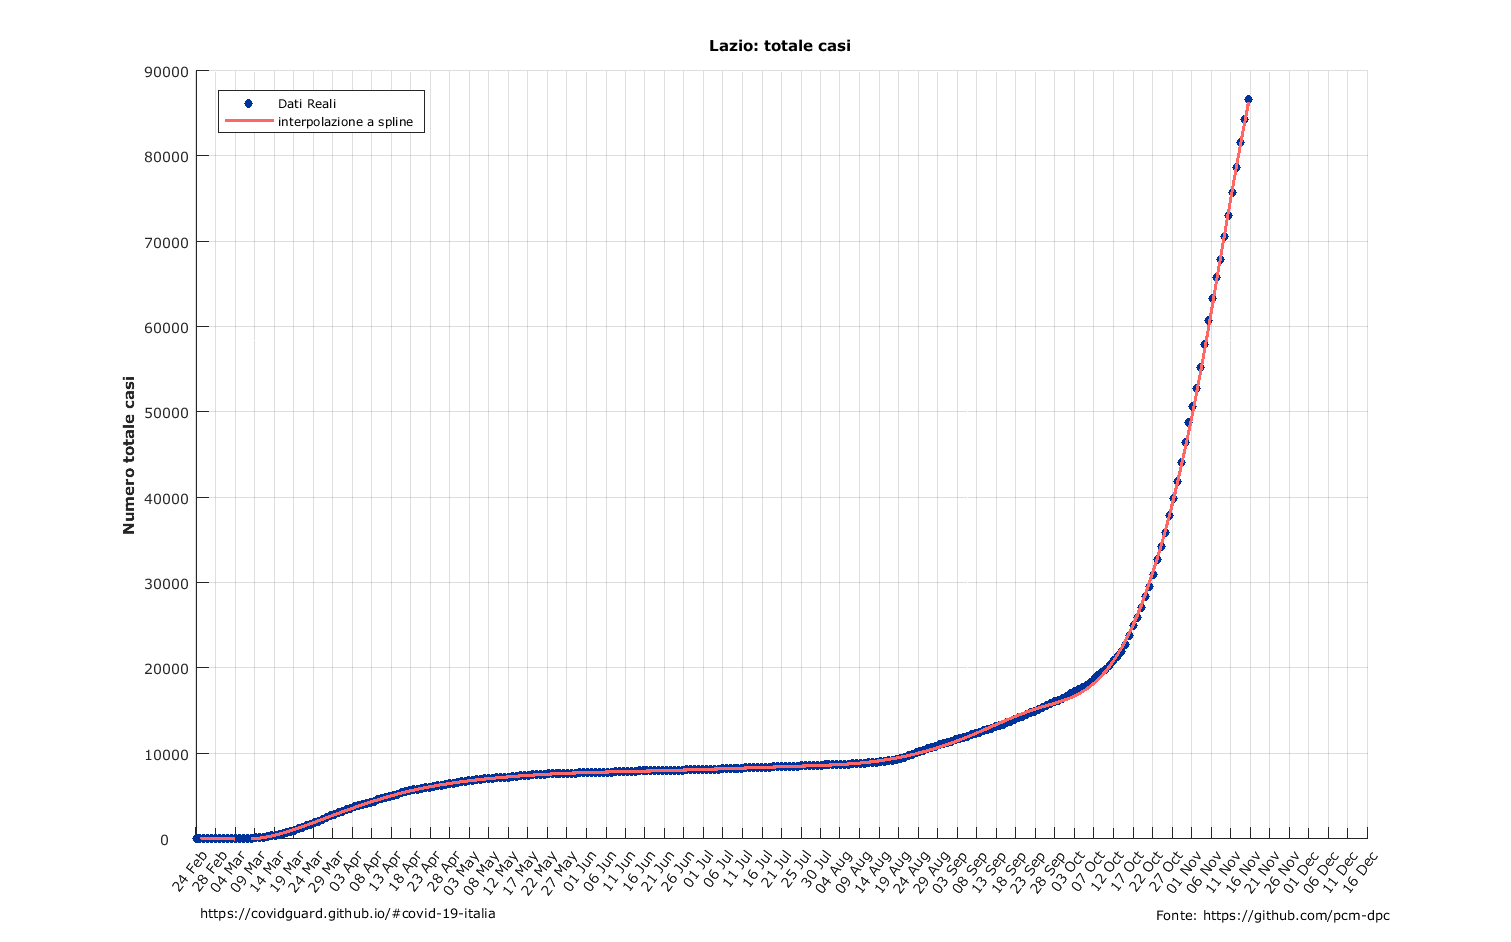 Lazio: totale casi
90000
80000
70000
60000
50000
40000
30000
20000
10000
0
Numero totale casi
Dati Reali
interpolazione a spline
24 Feb
28 Feb
04 Mar
09 Mar
14 Mar
19 Mar
24 Mar
29 Mar
03 Apr
08 Apr
13 Apr
18 Apr
23 Apr
28 Apr
03 May
08 May
12 May
17 May
22 May
27 May
01 Jun
06 Jun
11 Jun
16 Jun
21 Jun
26 Jun
01 Jul
06 Jul
11 Jul
16 Jul
21 Jul
25 Jul
30 Jul
04 Aug
09 Aug
14 Aug
19 Aug
24 Aug
29 Aug
03 Sep
08 Sep
13 Sep
18 Sep
23 Sep
28 Sep
03 Oct
07 Oct
12 Oct
17 Oct
22 Oct
27 Oct
01 Nov
06 Nov
11 Nov
16 Nov
21 Nov
26 Nov
01 Dec
06 Dec
11 Dec
16 Dec
https://covidguard.github.io/#covid-19-italia
Fonte: https://github.com/pcm-dpc